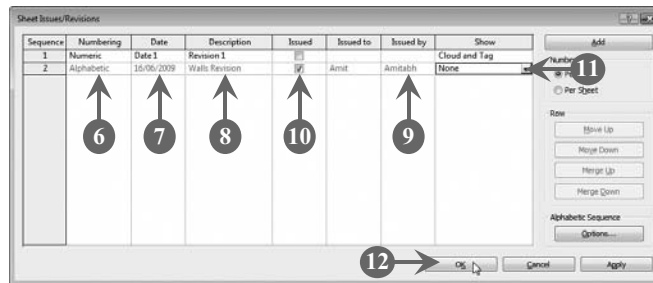 Sheet Issues/Revisions
Sequence Numbering Date Description Issued Issued to Issued by Show
Add
1 Numeric Date 1 Revision 1 Cloud and Tag
2 Alphabetic 16/06/2009 Walls Revision Amit Amitabh None
11
Per Sheet
6 7 8 10 9
Row
Move Up
Move Down
Merge Up
Merge Down
Alphabetic Sequence
Options...
12
OK Cancel Apply